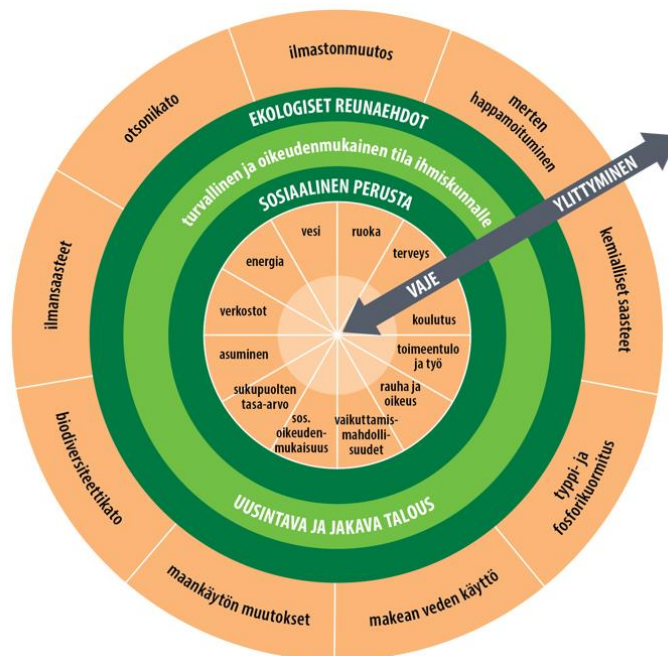 ilmastonmuutos
merten
happamoituminen
kemialliset saasteet
typpi- ja
fosforikuormitus
makean veden käyttö
maankäytön muutokset
biodiversiteettikato
ilmansaasteet
otsonikato
EKOLOGISET REUNAEHDOT
turvallinen ja oikeudenmukainen tila ihmiskunnalle
SOSIAALINEN PERUSTA
YLITTYMINEN
VAJE
vesi
ruoka
terveys
koulutus
toimeentulo
ja työ
rauha ja
oikeus
vaikuttamis-
mahdolli-
suudet
sos.
oikeuden-
mukaisuus
sukupuolten
tasa-arvo
asuminen
verkostot
energia
UUSINTAVA JA JAKAVA TALOUS